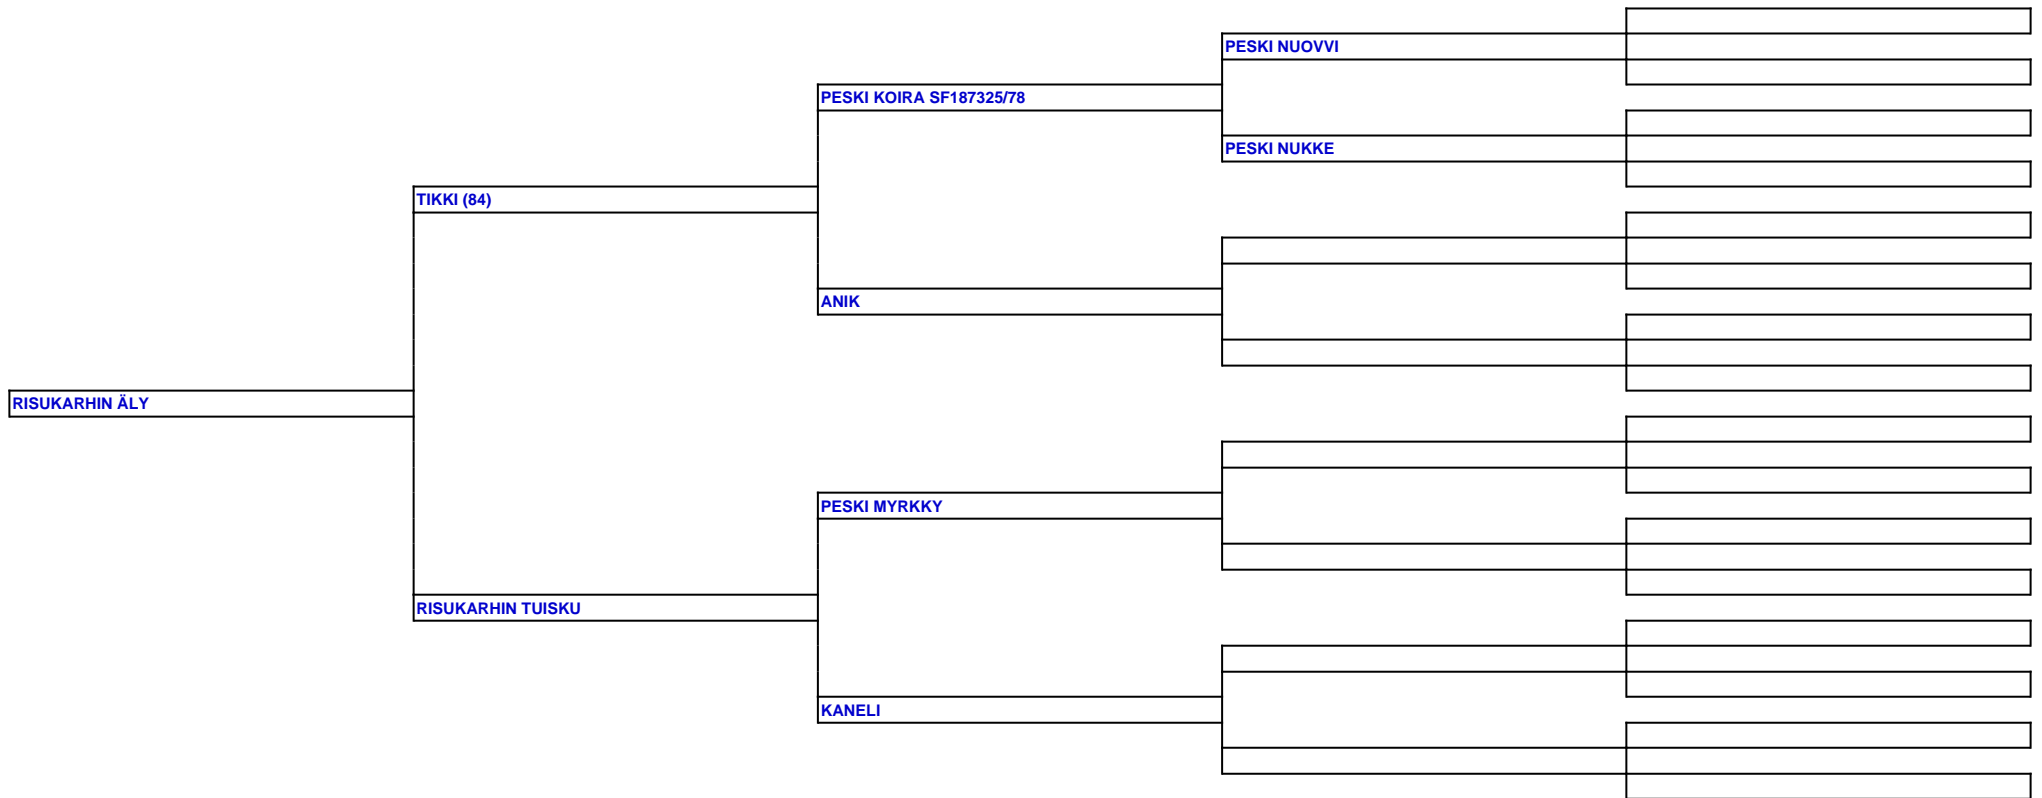 PESKI NUOVVI
PESKI KOIRA SF187325/78
PESKI NUKKE
TIKKI (84)
ANIK
RISUKARHIN ÄLY
PESKI MYRKKY
RISUKARHIN TUISKU
KANELI